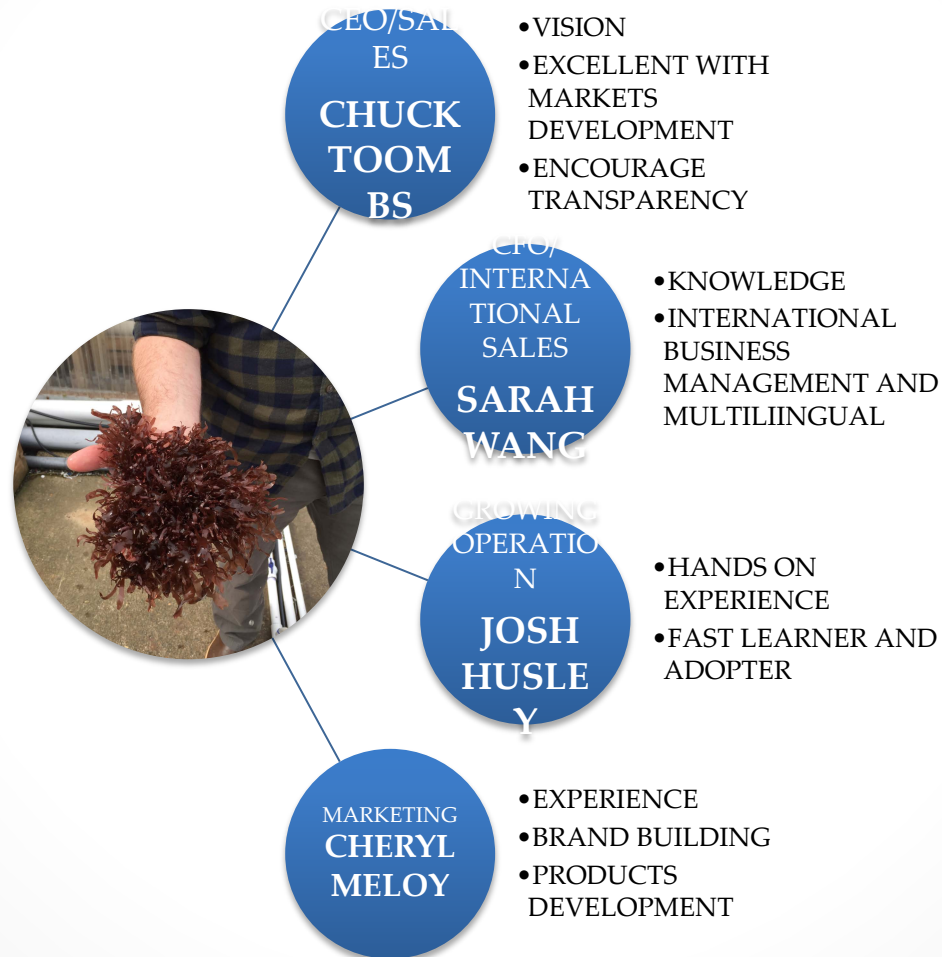 CEO/SAL
ES
CHUCK
TOOM
BS
•VISION
•EXCELLENT WITH
MARKETS
DEVELOPMENT
•ENCOURAGE
TRANSPARENCY
CFO/
INTERNA
TIONAL
SALES
SARAH
WANG
•KNOWLEDGE
•INTERNATIONAL
BUSINESS
MANAGEMENT AND
MULTILIINGUAL
GROWING
OPERATIO
N
JOSH
HUSLE
Y
•HANDS ON
EXPERIENCE
•FAST LEARNER AND
ADOPTER
MARKETING
CHERYL
MELOY
•EXPERIENCE
•BRAND BUILDING
•PRODUCTS
DEVELOPMENT